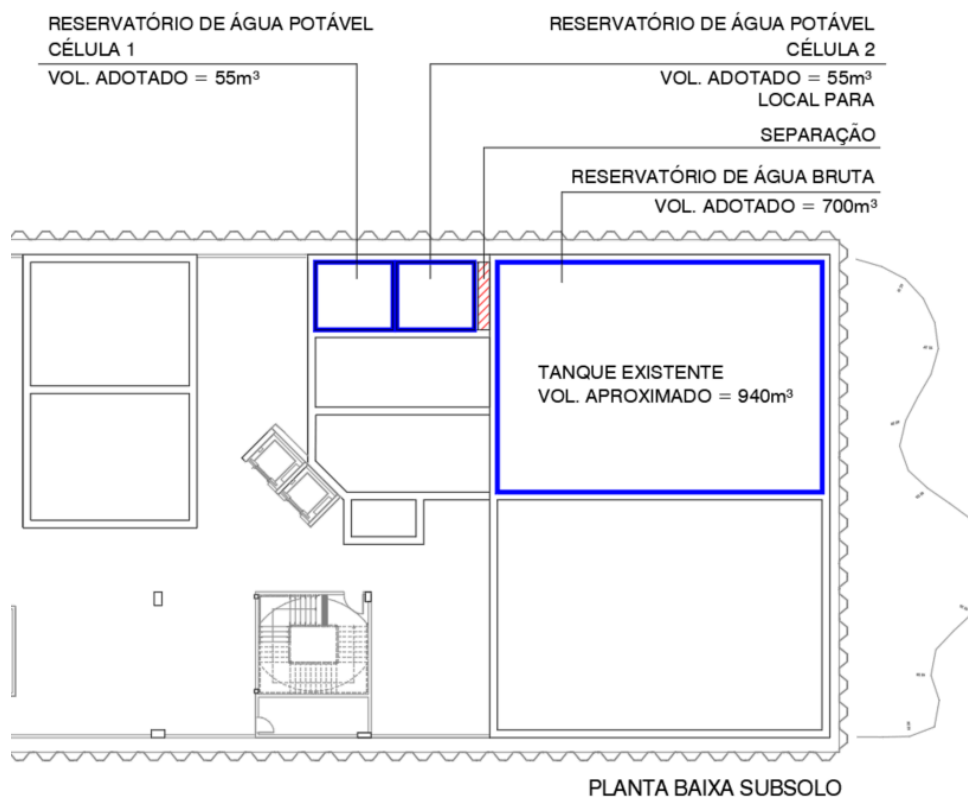 RESERVATÓRIO DE ÁGUA POTÁVEL
CÉLULA 1
VOL. ADOTADO = 55m³
RESERVATÓRIO DE ÁGUA POTÁVEL
CÉLULA 2
VOL. ADOTADO = 55m³
LOCAL PARA
SEPARAÇÃO
RESERVATÓRIO DE ÁGUA BRUTA
VOL. ADOTADO = 700m³
TANQUE EXISTENTE
VOL. APROXIMADO = 940m³
PLANTA BAIXA SUBSOLO